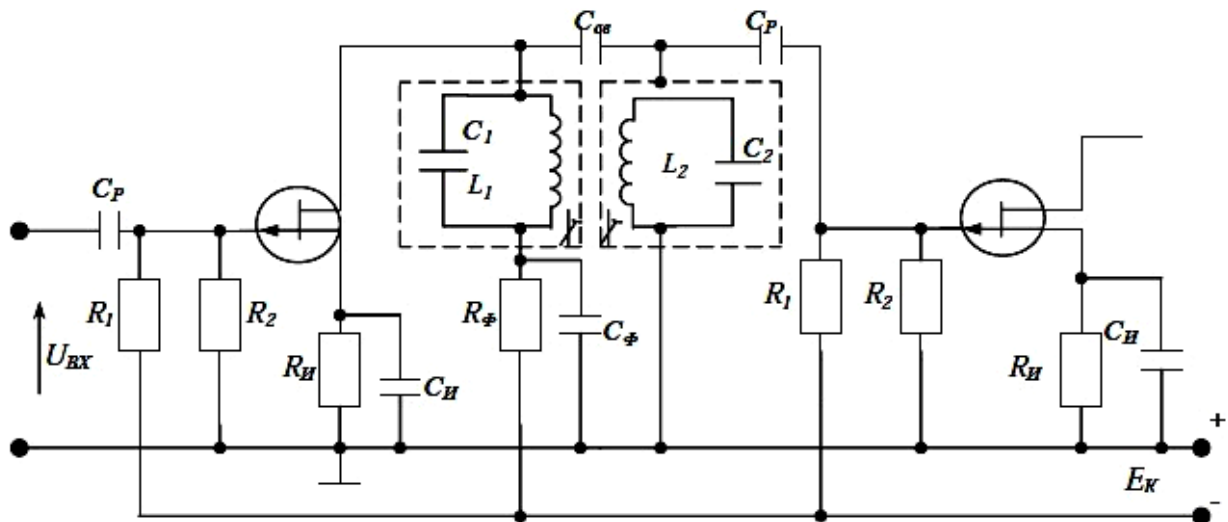 C_св C_Р
C_1 L_1 L_2 C_2
C_Р
R_1 R_2 R_Ф C_Ф R_1 R_2
U_ВХ R_И C_И R_И C_И
+
E_К
-